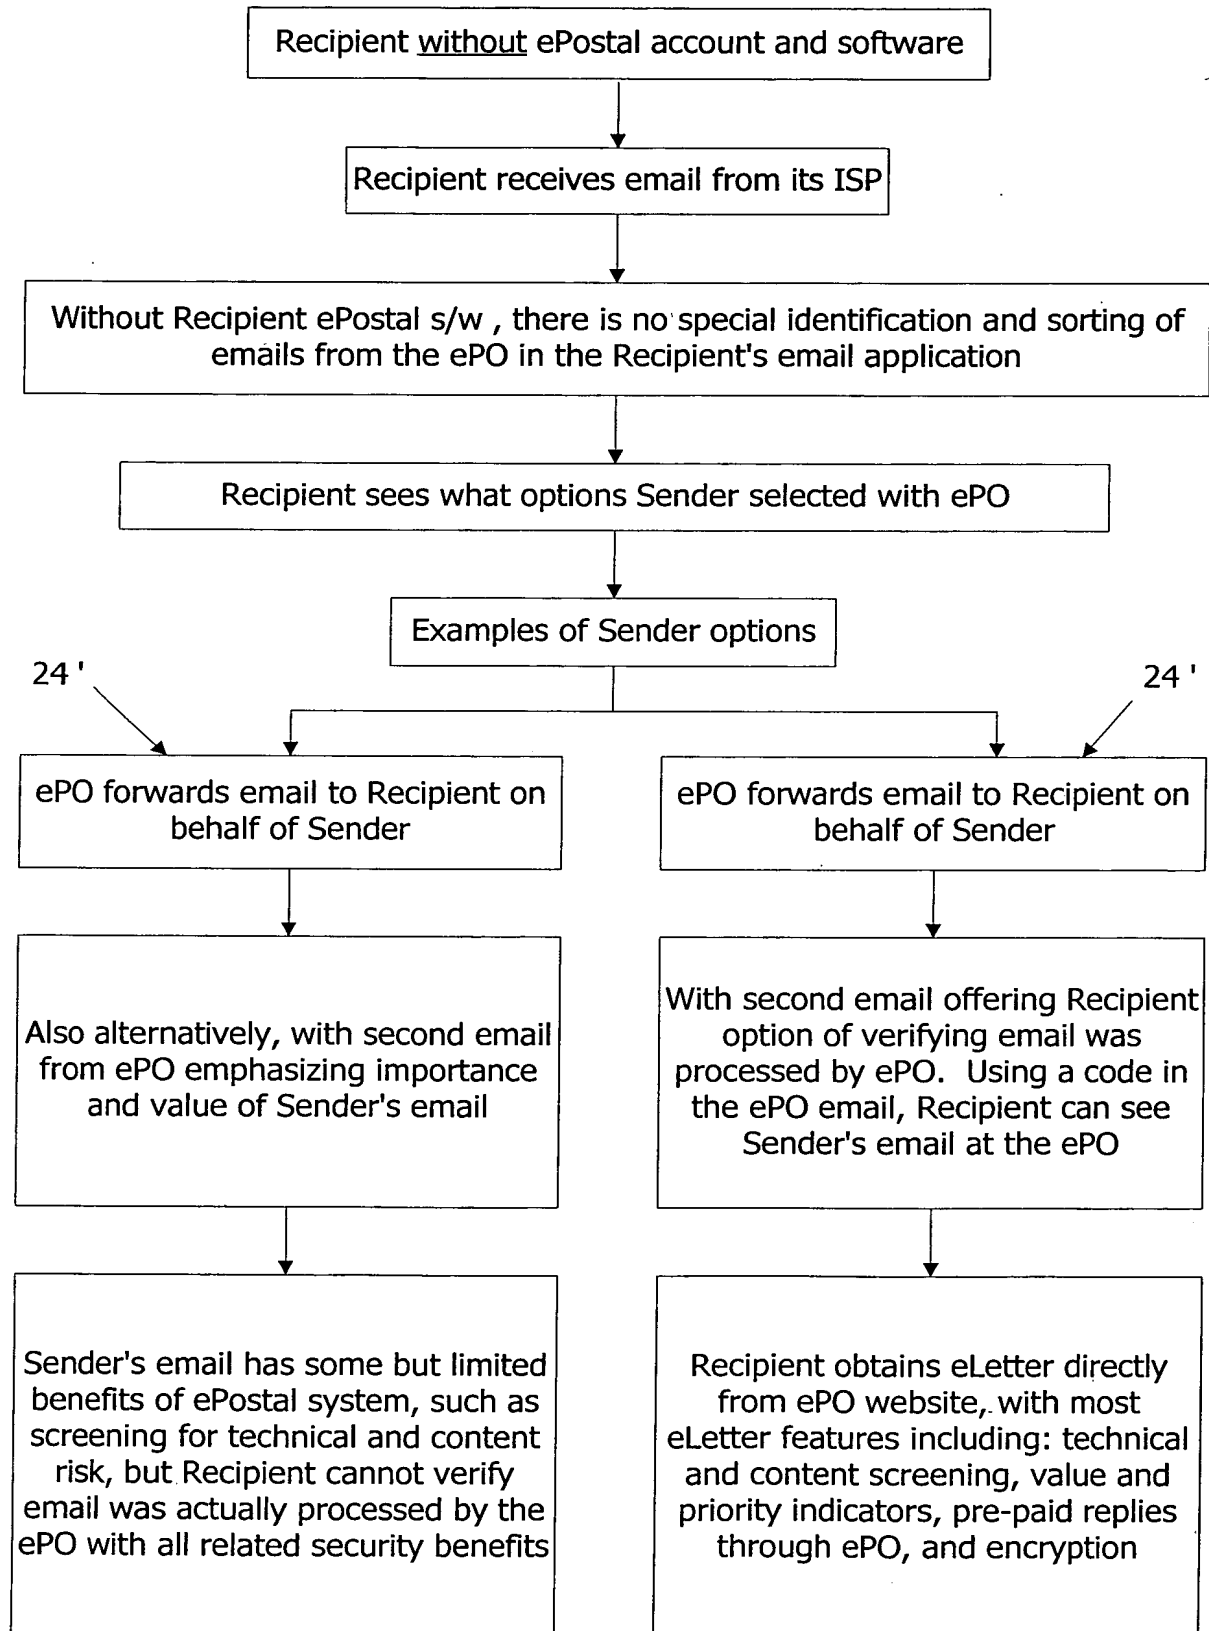 Recipient without ePostal account and software
Recipient receives email from its ISP
Without Recipient ePostal s/w , there is no special identification and sorting of
emails from the ePO in the Recipient's email application
Recipient sees what options Sender selected with ePO
Examples of Sender options
24 '
24 '
ePO forwards email to Recipient on
behalf of Sender
ePO forwards email to Recipient on
behalf of Sender
Also alternatively, with second email
from ePO emphasizing importance
and value of Sender's email
With second email offering Recipient
option of verifying email was
processed by ePO.  Using a code in
the ePO email, Recipient can see
Sender's email at the ePO
Sender's email has some but limited
benefits of ePostal system, such as
screening for technical and content
risk, but Recipient cannot verify
email was actually processed by the
ePO with all related security benefits
Recipient obtains eLetter directly
from ePO website, with most
eLetter features including: technical
and content screening, value and
priority indicators, pre-paid replies
through ePO, and encryption